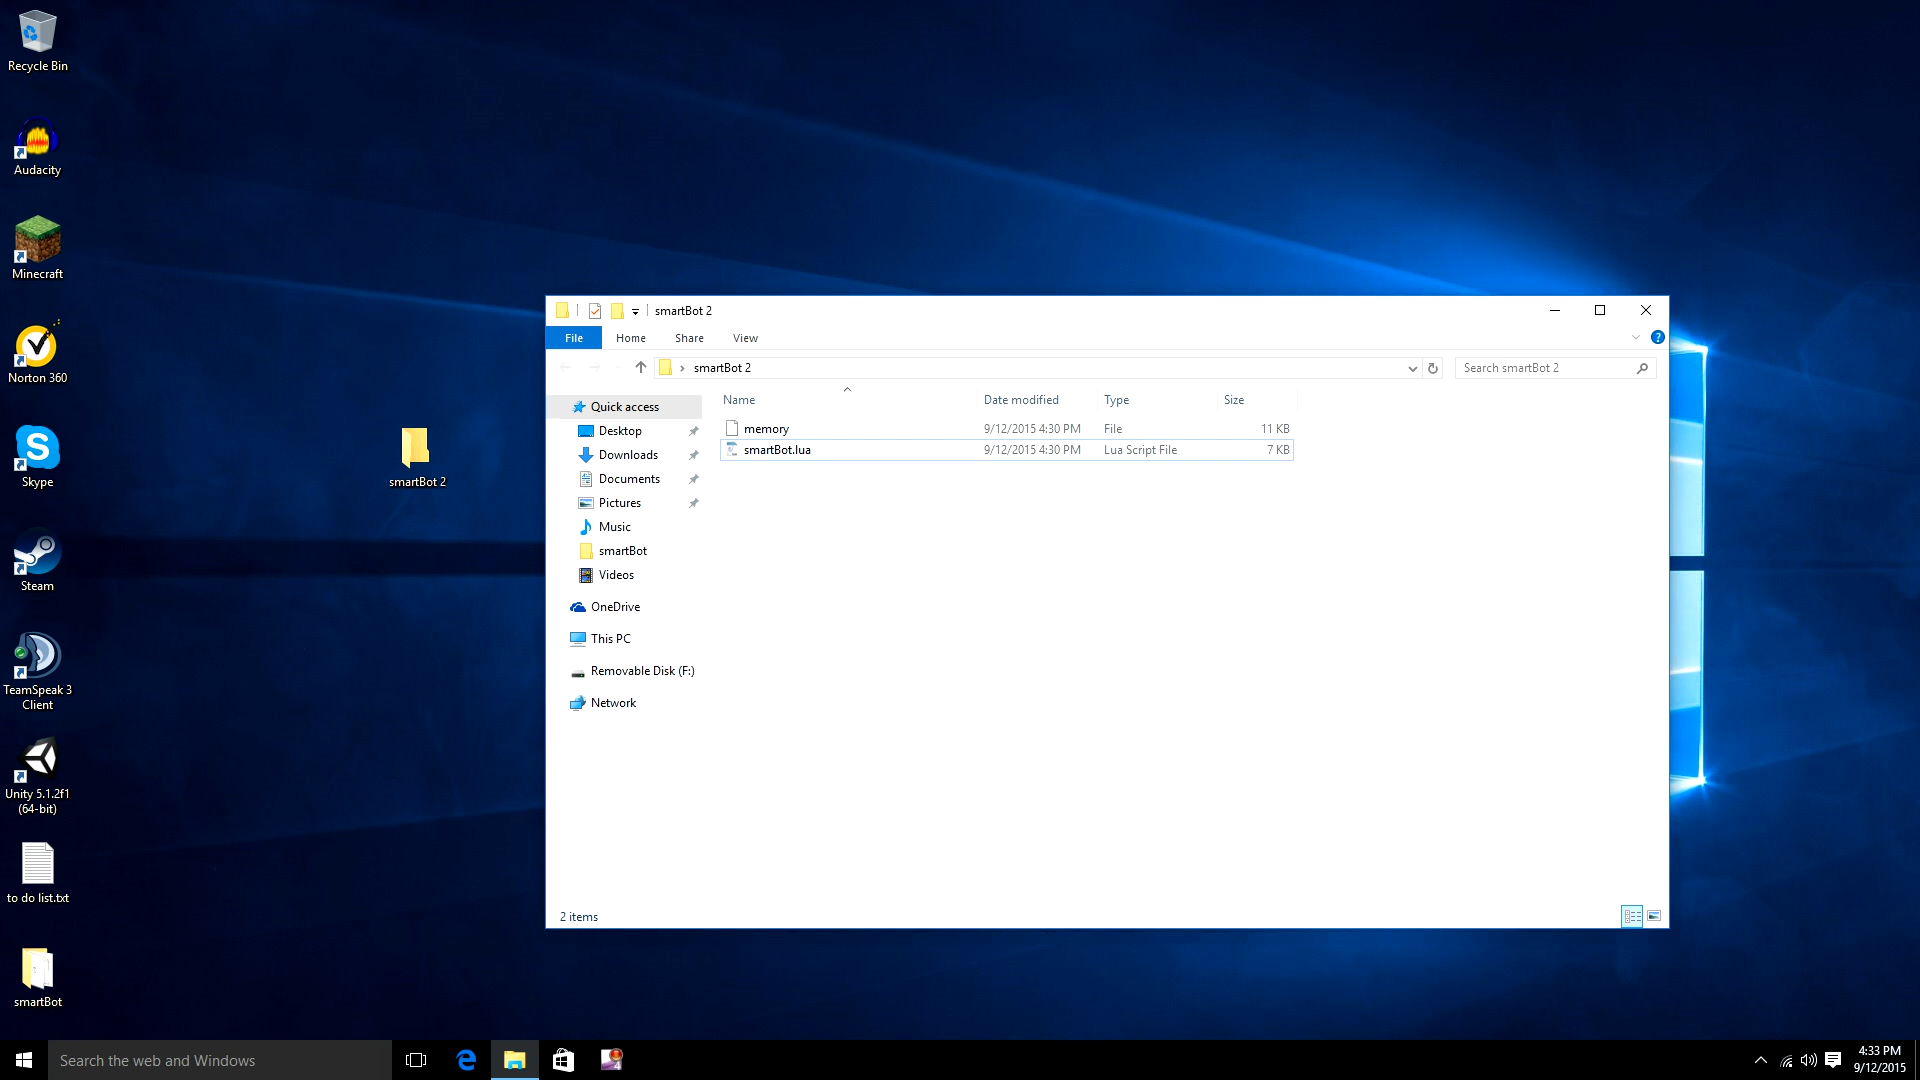 Recycle Bin
Audacity
Minecraft
Norton 360
Skype
Steam
TeamSpeak 3
Client
Unity 5.1.2f1
(64-bit)
to do list.txt
smartBot
smartBot 2
smartBot 2
File Home Share View
smartBot 2
Search smartBot 2
Quick access
Desktop
Downloads
Documents
Pictures
Music
smartBot
Videos
OneDrive
This PC
Removable Disk (F:)
Network
Name Date modified Type Size
memory 9/12/2015 4:30 PM File 11 KB
smartBot.lua 9/12/2015 4:30 PM Lua Script File 7 KB
2 items
Search the web and Windows
4:33 PM
9/12/2015